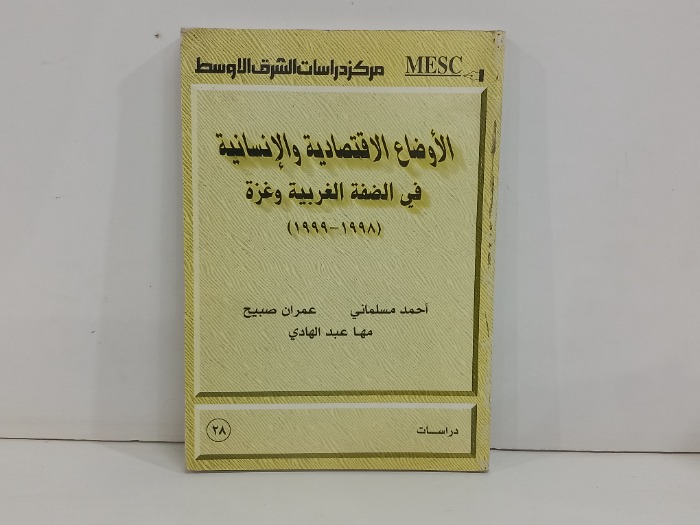 مركز دراسات الشرق الاوسط MESC
الأوضاع الاقتصادية والإنسانية
في الضفة الغربية وغزة
(١٩٩٨-١٩٩٩)
أحمد مسلماني عمران صبيح
مها عبد الهادي
دراسـات ٢٨